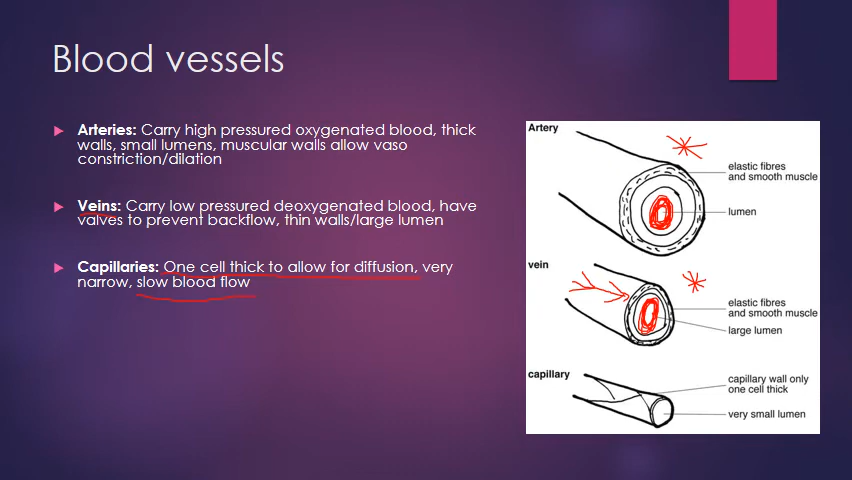 Blood vessels
Arteries: Carry high pressured oxygenated blood, thick
walls, small lumens, muscular walls allow vaso
constriction/dilation
Veins: Carry low pressured deoxygenated blood, have
valves to prevent backflow, thin walls/large lumen
Capillaries: One cell thick to allow for diffusion, very
narrow, slow blood flow
Artery
elastic fibres
and smooth muscle
lumen
vein
elastic fibres
and smooth muscle
large lumen
capillary
capillary wall only
one cell thick
very small lumen